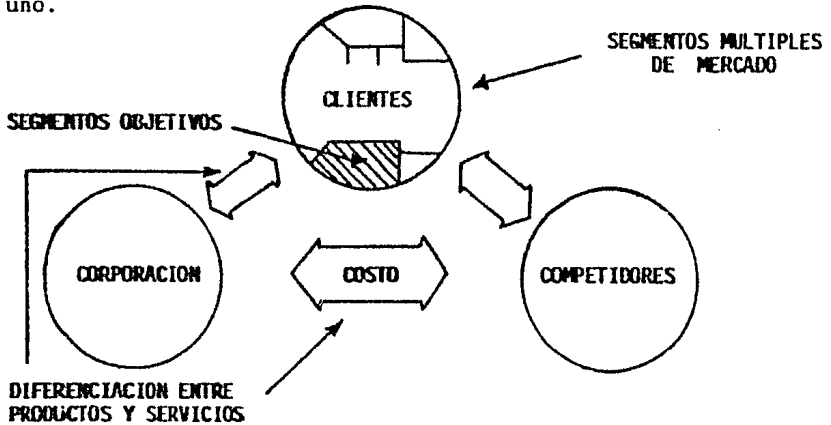 uno.
SEGMENTOS MULTIPLES
DE MERCADO
CLIENTES
SEGMENTOS OBJETIVOS
CORPORACION
COSTO
COMPETIDORES
DIFERENCIACION ENTRE
PRODUCTOS Y SERVICIOS